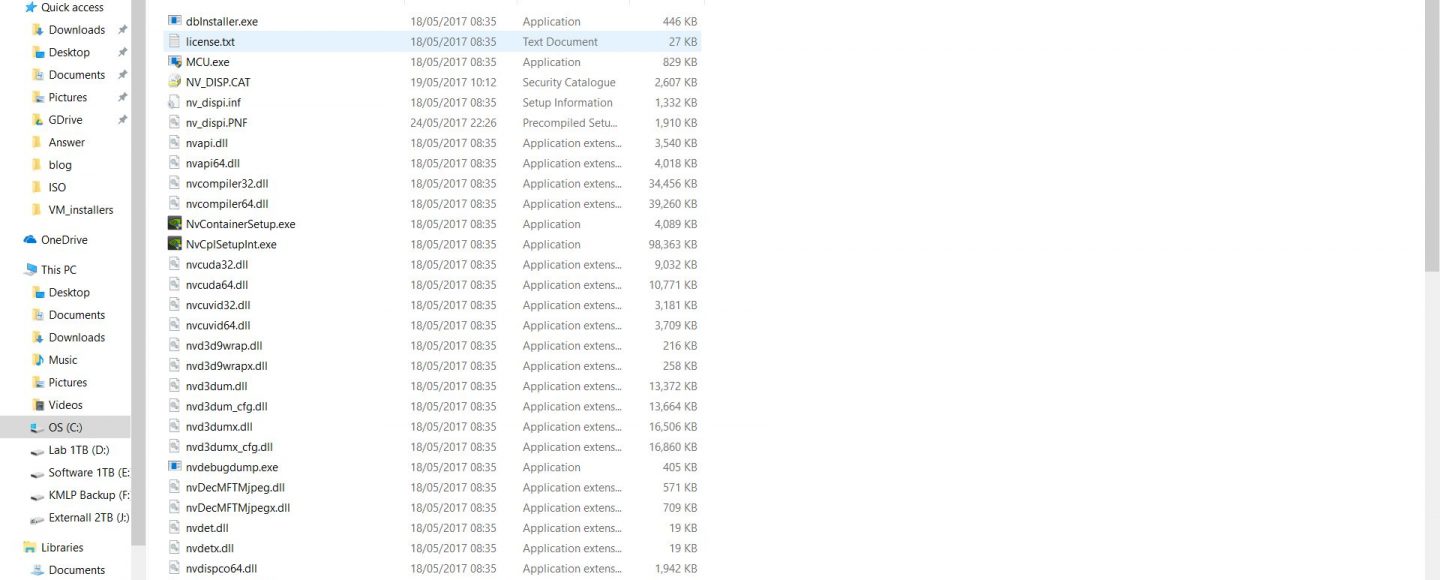 Quick access
Downloads
Desktop
Documents
Pictures
GDrive
Answer
blog
ISO
VM_installers
OneDrive
This PC
Desktop
Documents
Downloads
Music
Pictures
Videos
OS (C:)
Lab 1TB (D:)
Software 1TB (E:
KMLP Backup (F:
Externall 2TB (J:)
Libraries
Documents
dbInstaller.exe 18/05/2017 08:35 Application 446 KB
license.txt 18/05/2017 08:35 Text Document 27 KB
MCU.exe 18/05/2017 08:35 Application 829 KB
NV_DISP.CAT 19/05/2017 10:12 Security Catalogue 2,607 KB
nv_dispi.inf 18/05/2017 08:35 Setup Information 1,332 KB
nv_dispi.PNF 24/05/2017 22:26 Precompiled Setu... 1,910 KB
nvapi.dll 18/05/2017 08:35 Application extens... 3,540 KB
nvapi64.dll 18/05/2017 08:35 Application extens... 4,018 KB
nvcompiler32.dll 18/05/2017 08:35 Application extens... 34,456 KB
nvcompiler64.dll 18/05/2017 08:35 Application extens... 39,260 KB
NvContainerSetup.exe 18/05/2017 08:35 Application 4,089 KB
NvCplSetupInt.exe 18/05/2017 08:35 Application 98,363 KB
nvcuda32.dll 18/05/2017 08:35 Application extens... 9,032 KB
nvcuda64.dll 18/05/2017 08:35 Application extens... 10,771 KB
nvcuvid32.dll 18/05/2017 08:35 Application extens... 3,181 KB
nvcuvid64.dll 18/05/2017 08:35 Application extens... 3,709 KB
nvd3d9wrap.dll 18/05/2017 08:35 Application extens... 216 KB
nvd3d9wrapx.dll 18/05/2017 08:35 Application extens... 258 KB
nvd3dum.dll 18/05/2017 08:35 Application extens... 13,372 KB
nvd3dum_cfg.dll 18/05/2017 08:35 Application extens... 13,664 KB
nvd3dumx.dll 18/05/2017 08:35 Application extens... 16,506 KB
nvd3dumx_cfg.dll 18/05/2017 08:35 Application extens... 16,860 KB
nvdebugdump.exe 18/05/2017 08:35 Application 405 KB
nvDecMFTMjpeg.dll 18/05/2017 08:35 Application extens... 571 KB
nvDecMFTMjpegx.dll 18/05/2017 08:35 Application extens... 709 KB
nvdet.dll 18/05/2017 08:35 Application extens... 19 KB
nvdetx.dll 18/05/2017 08:35 Application extens... 19 KB
nvdispco64.dll 18/05/2017 08:35 Application extens... 1,942 KB